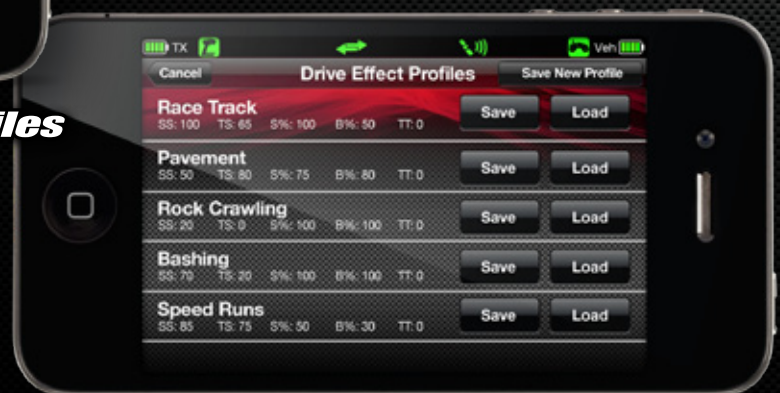 TX Veh
Cancel Drive Effect Profiles Save New Profile
Race Track Save Load
SS: 100 TS: 65 S%: 100 B%: 50 TT: 0
Pavement Save Load
SS: 50 TS: 80 S%: 75 B%: 80 TT: 0
Rock Crawling Save Load
SS: 20 TS: 0 S%: 100 B%: 100 TT: 0
Bashing Save Load
SS: 70 TS: 20 S%: 100 B%: 100 TT: 0
Speed Runs Save Load
SS: 85 TS: 75 S%: 50 B%: 30 TT: 0